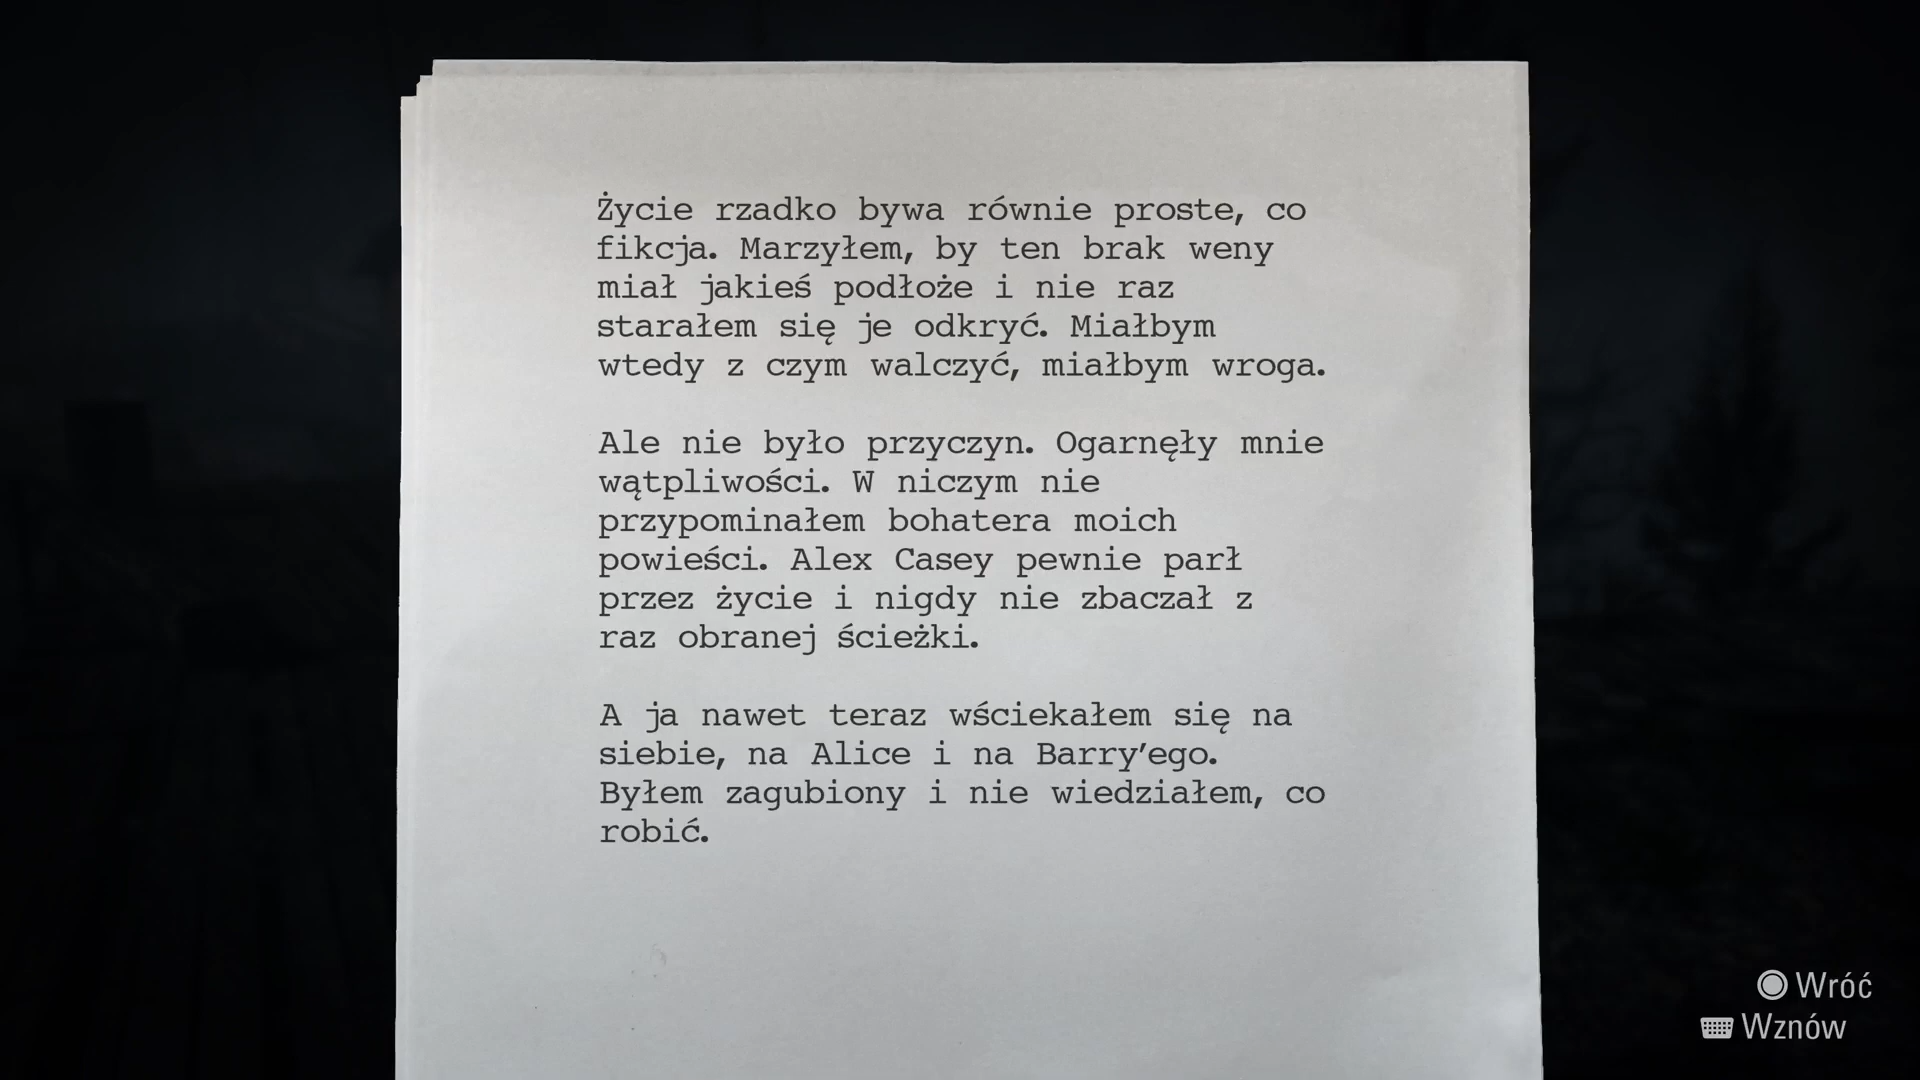 Życie rzadko bywa równie proste, co
fikcja. Marzyłem, by ten brak weny
miał jakieś podłoże i nie raz
starałem się je odkryć. Miałbym
wtedy z czym walczyć, miałbym wroga.
Ale nie było przyczyn. Ogarnęły mnie
wątpliwości. W niczym nie
przypominałem bohatera moich
powieści. Alex Casey pewnie parł
przez życie i nigdy nie zbaczał z
raz obranej ścieżki.
A ja nawet teraz wściekałem się na
siebie, na Alice i na Barry’ego.
Byłem zagubiony i nie wiedziałem, co
robić.
Wróć
Wznów